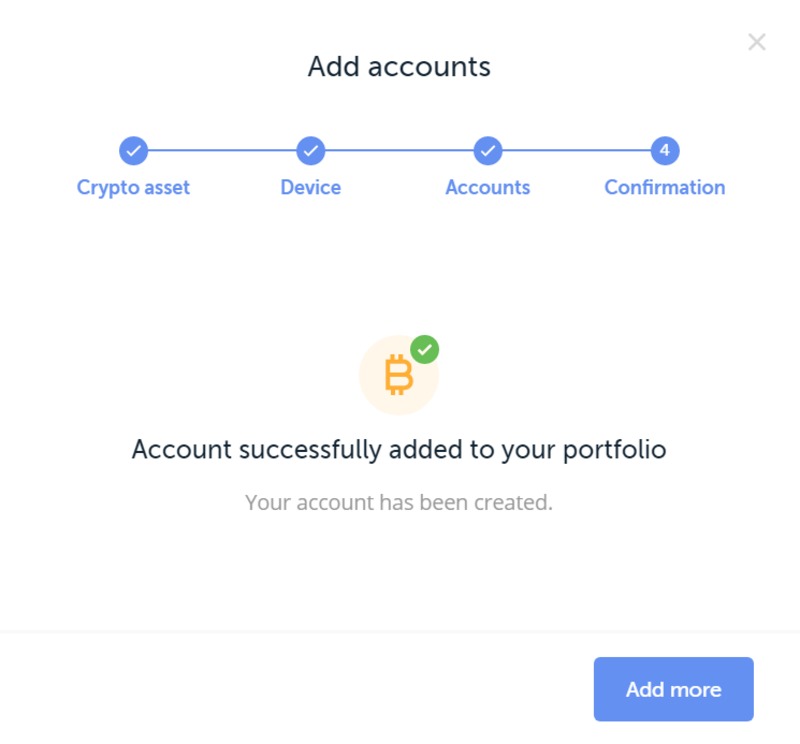 Add accounts
4
Crypto asset Device Accounts Confirmation
Account successfully added to your portfolio
Your account has been created.
Add more